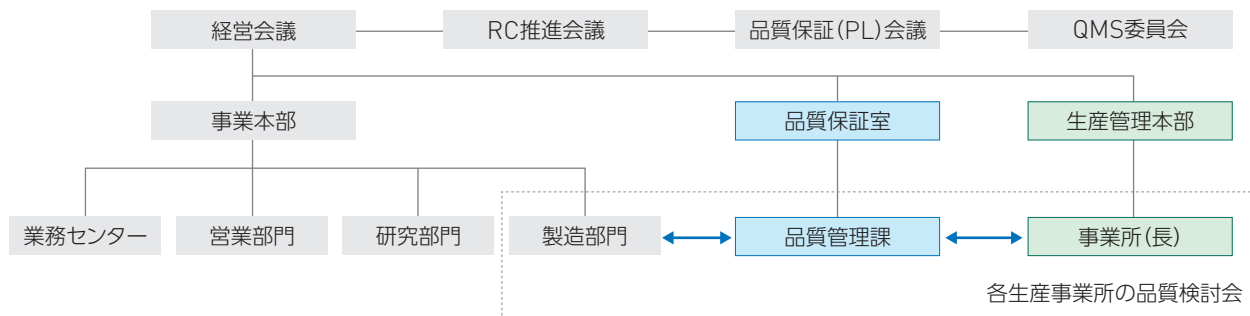 経営会議
RC推進会議
品質保証(PL)会議
QMS委員会
事業本部
品質保証室
生産管理本部
業務センター
営業部門
研究部門
製造部門
品質管理課
事業所(長)
各生産事業所の品質検討会